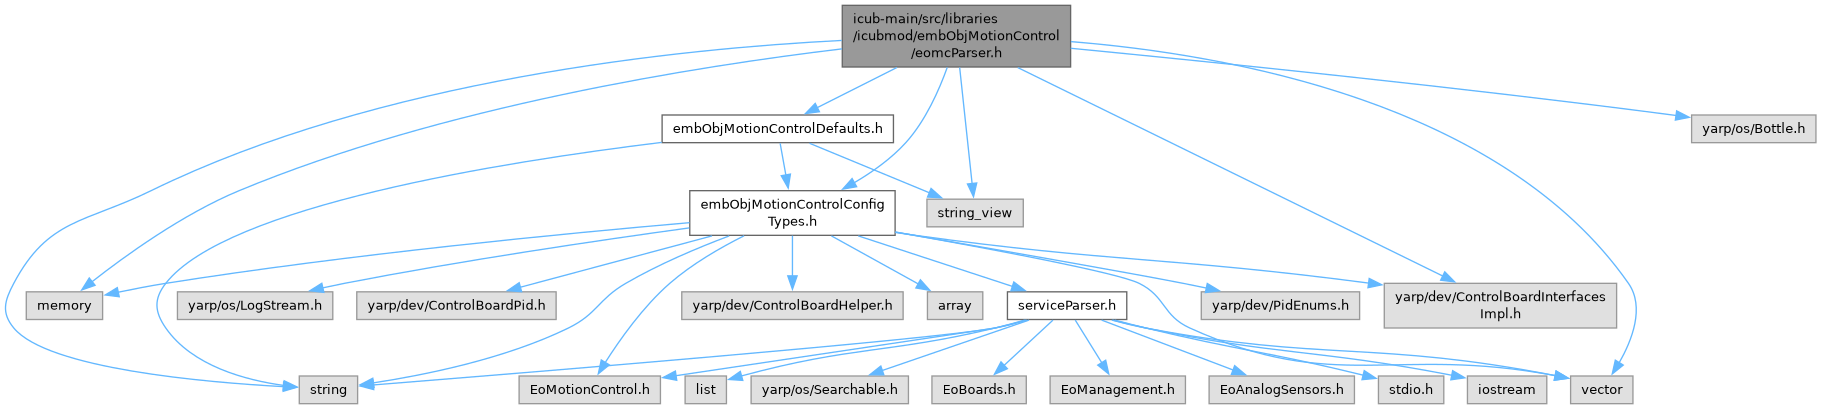 icub-main/src/libraries
/icubmod/embObjMotionControl
/eomcParser.h
embObjMotionControlDefaults.h
yarp/os/Bottle.h
embObjMotionControlConfig
Types.h
string_view
memory
yarp/os/LogStream.h
yarp/dev/ControlBoardPid.h
yarp/dev/ControlBoardHelper.h
array
serviceParser.h
yarp/dev/PidEnums.h
yarp/dev/ControlBoardInterfaces
Impl.h
string
EoMotionControl.h
list
yarp/os/Searchable.h
EoBoards.h
EoManagement.h
EoAnalogSensors.h
stdio.h
iostream
vector